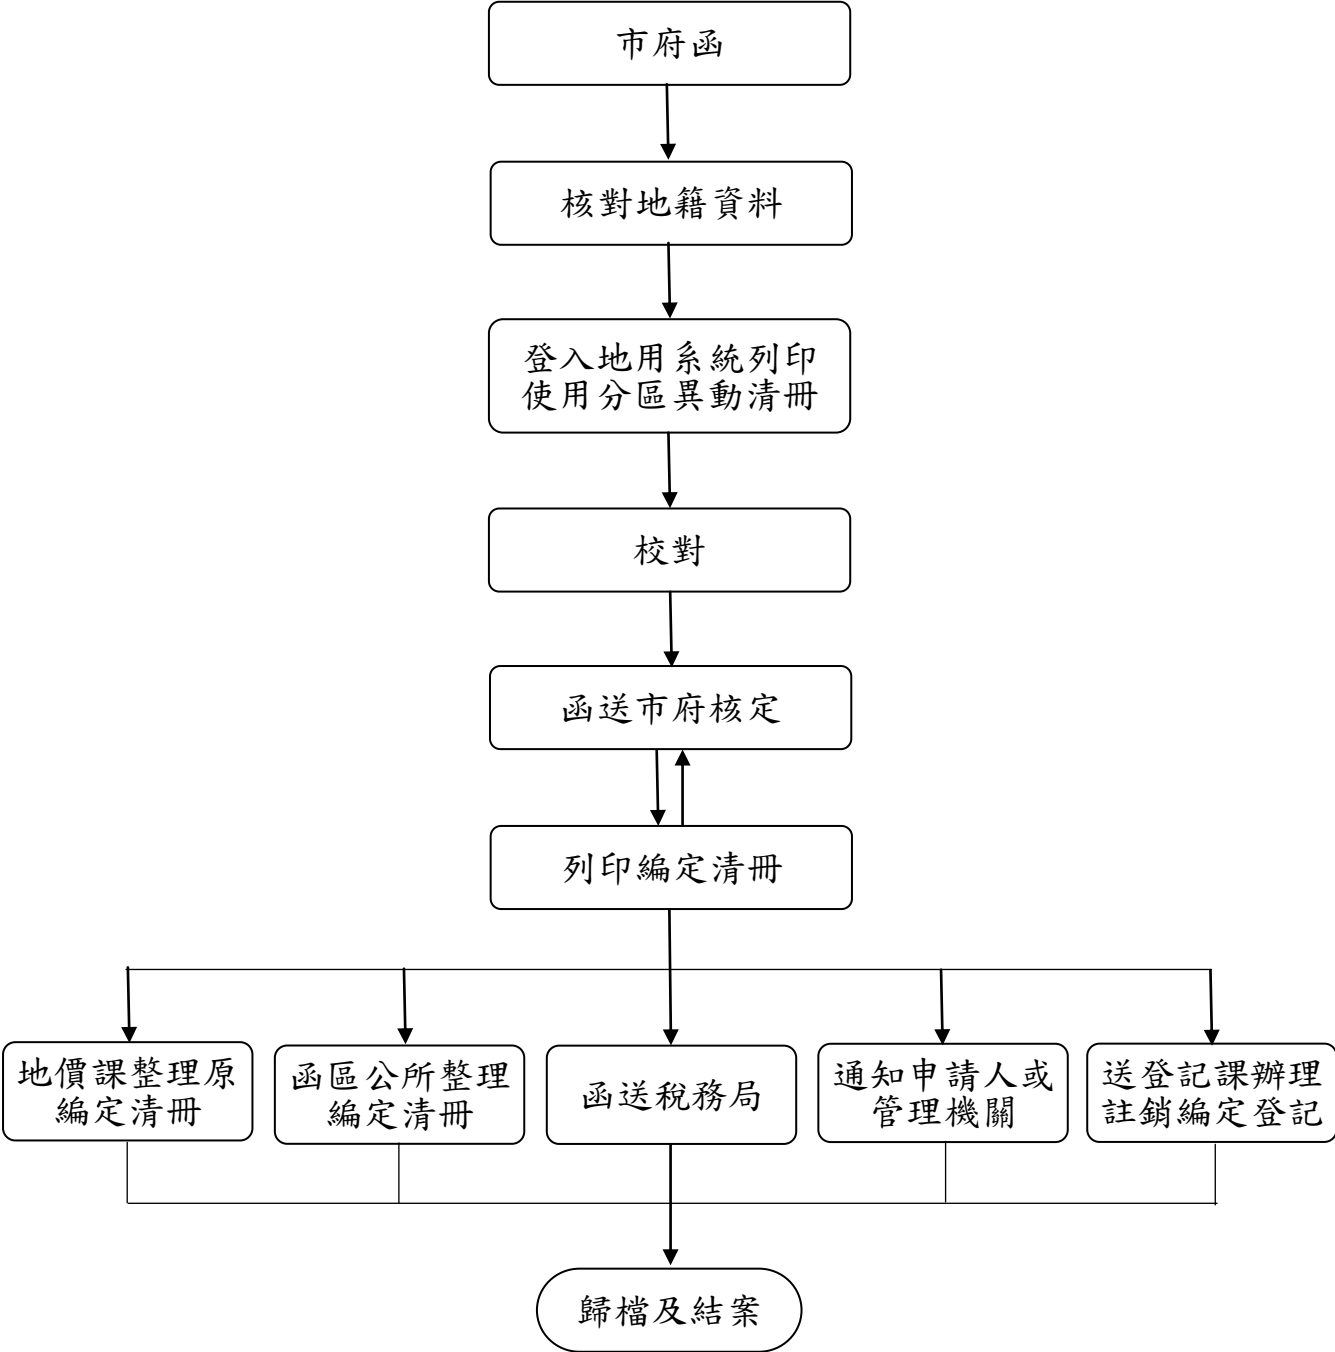 市府函
核對地籍資料
登入地用系統列印
使用分區異動清冊
校對
函送市府核定
列印編定清冊
地價課整理原
編定清冊
函區公所整理
編定清冊
函送稅務局
通知申請人或
管理機關
送登記課辦理
註銷編定登記
歸檔及結案